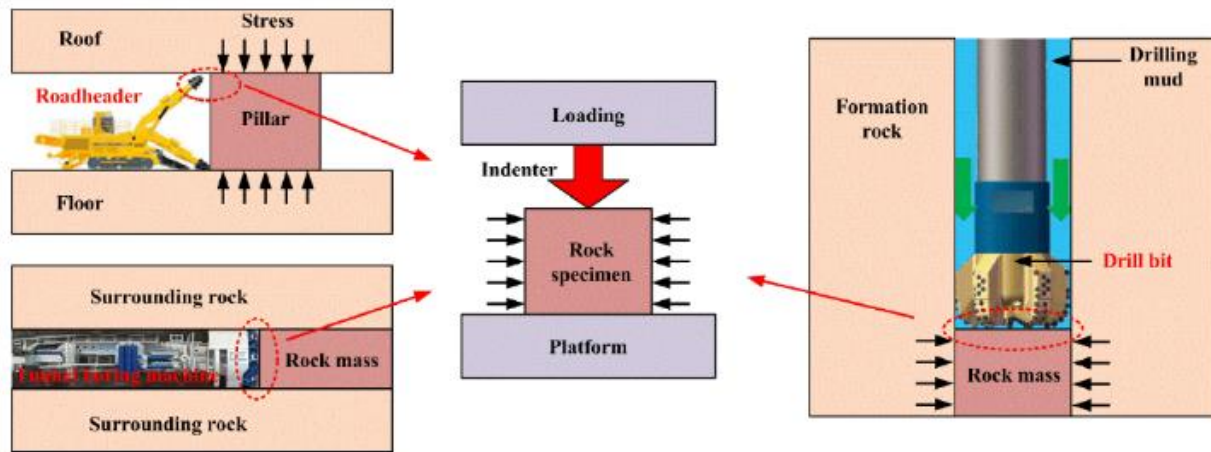 Roof
Stress
Roadheader
Pillar
Floor
Surrounding rock
Tunnel boring machine
Rock mass
Surrounding rock
Loading
Indenter
Rock
specimen
Platform
Drilling
mud
Formation
rock
Drill bit
Rock mass